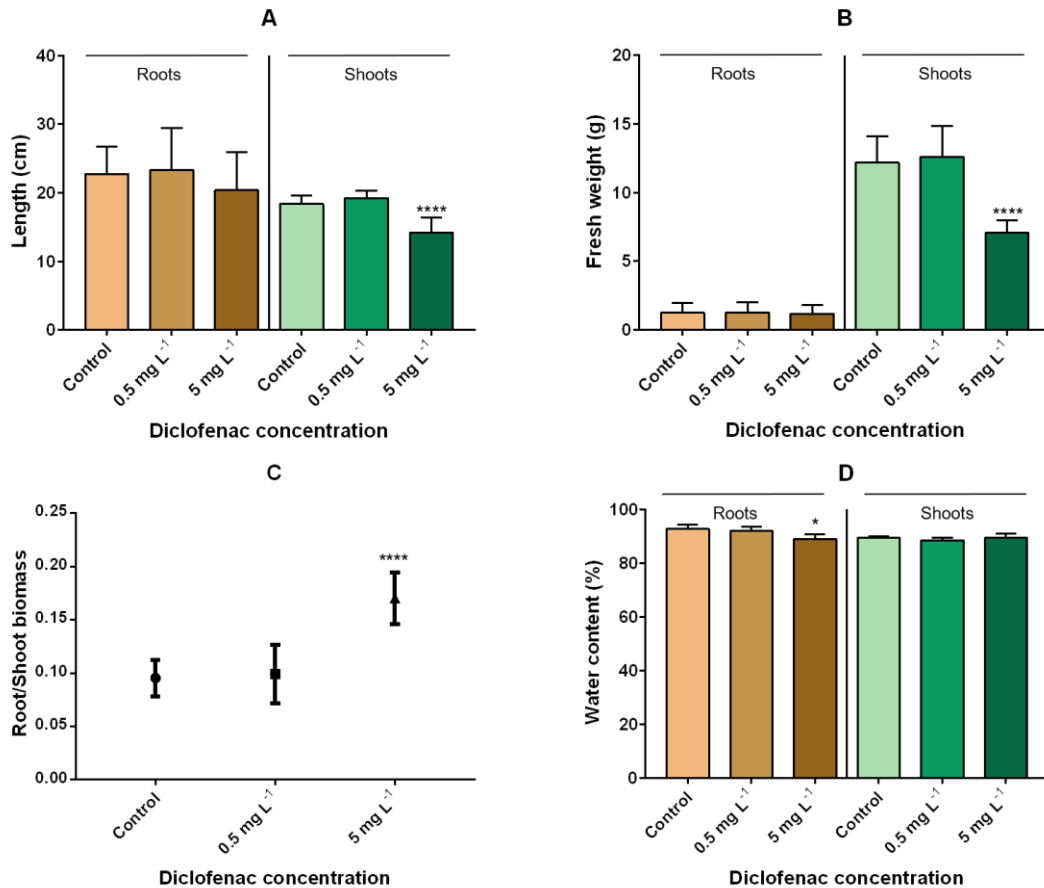 A
Roots
Shoots
Length (cm)
40
30
20
10
0
****
Control
0.5 mg L⁻¹
5 mg L⁻¹
Control
0.5 mg L⁻¹
5 mg L⁻¹
Diclofenac concentration
B
Roots
Shoots
Fresh weight (g)
20
15
10
5
0
****
Control
0.5 mg L⁻¹
5 mg L⁻¹
Control
0.5 mg L⁻¹
5 mg L⁻¹
Diclofenac concentration
C
Root/Shoot biomass
0.25
0.20
0.15
0.10
0.05
0.00
****
Control
0.5 mg L⁻¹
5 mg L⁻¹
Diclofenac concentration
D
Roots
Shoots
Water content (%)
100
80
60
40
20
0
*
Control
0.5 mg L⁻¹
5 mg L⁻¹
Control
0.5 mg L⁻¹
5 mg L⁻¹
Diclofenac concentration